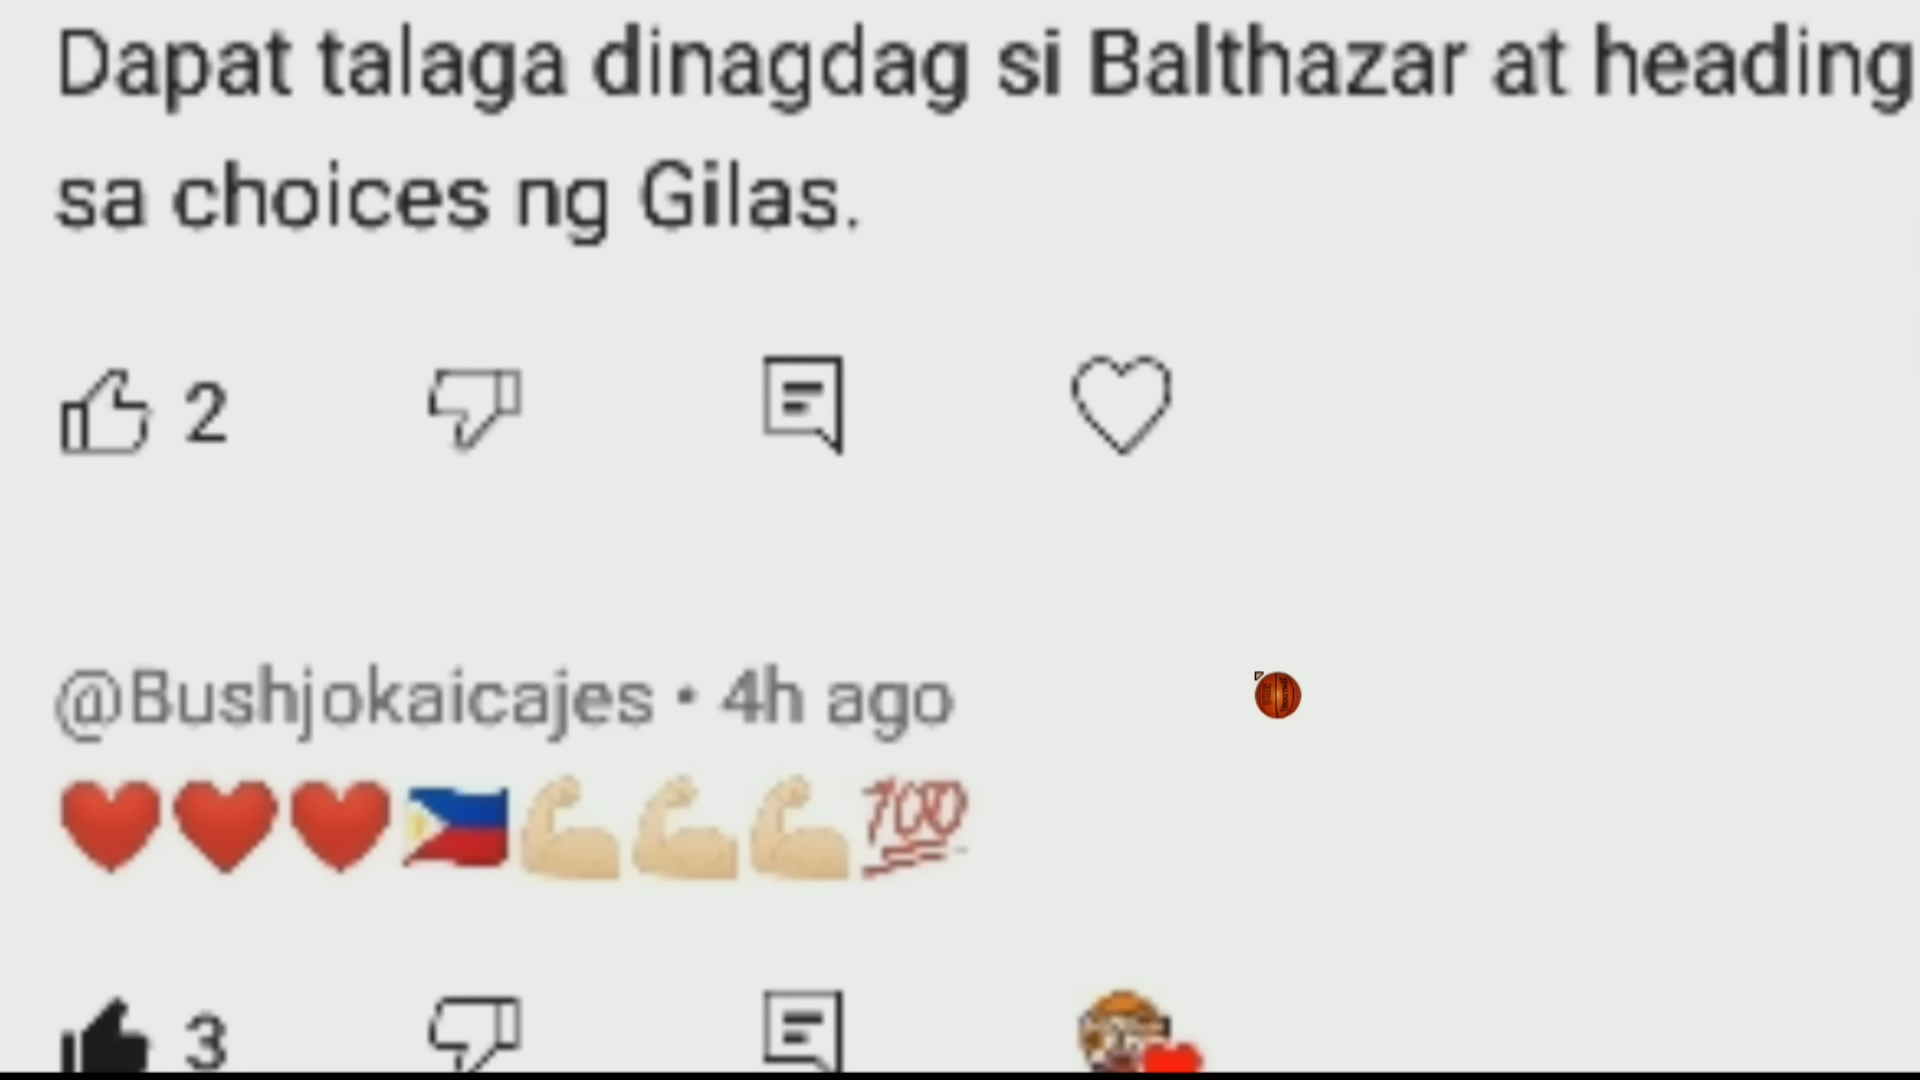 Dapat talaga dinagdag si Balthazar at heading
sa choices ng Gilas.
2
@Bushjokaicajes • 4h ago
❤️❤️❤️🇵🇭💪🏼💪🏼💪🏼💯
3